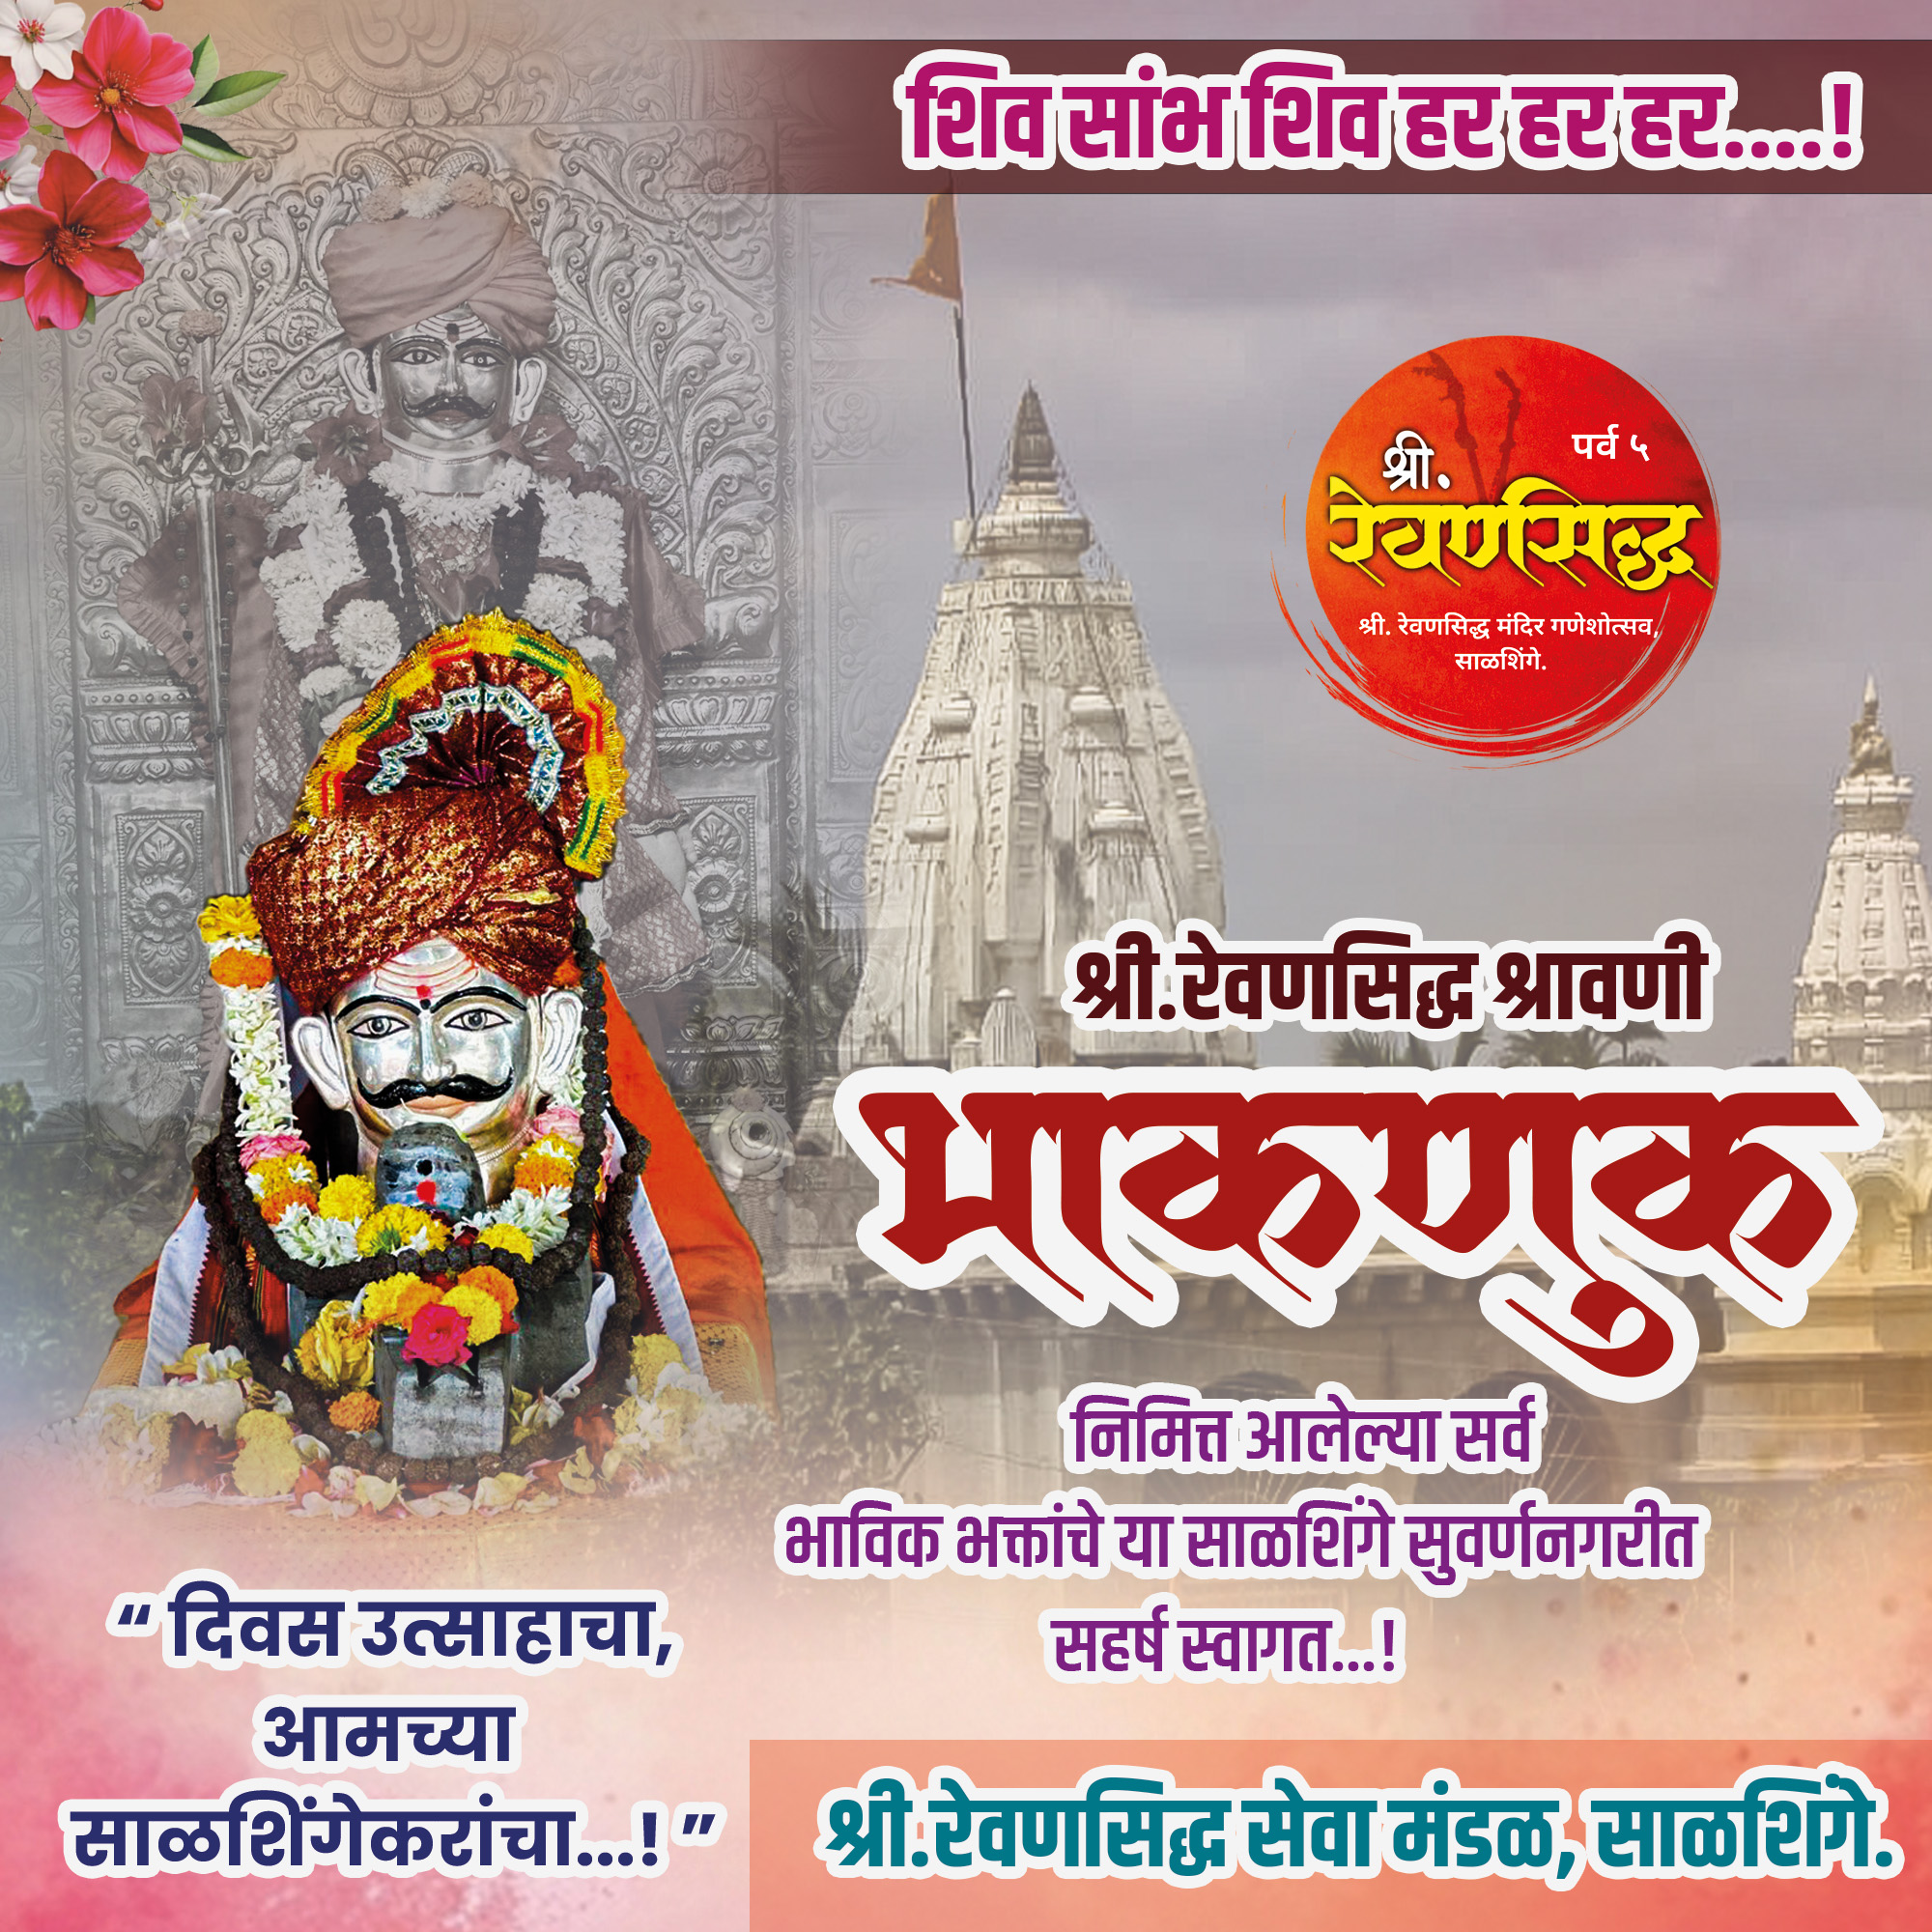 शिव सांभ शिव हर हर हर....!
श्री.
पर्व ५
रेवणसिद्ध
श्री. रेवणसिद्ध मंदिर गणेशोत्सव,
साळशिंगे.
श्री.रेवणसिद्ध श्रावणी
भाकणुक
निमित्त आलेल्या सर्व
भाविक भक्तांचे या साळशिंगे सुवर्णनगरीत
सहर्ष स्वागत...!
“ दिवस उत्साहाचा,
आमच्या
साळशिंगेकरांचा...! ”
श्री.रेवणसिद्ध सेवा मंडळ, साळशिंगे.